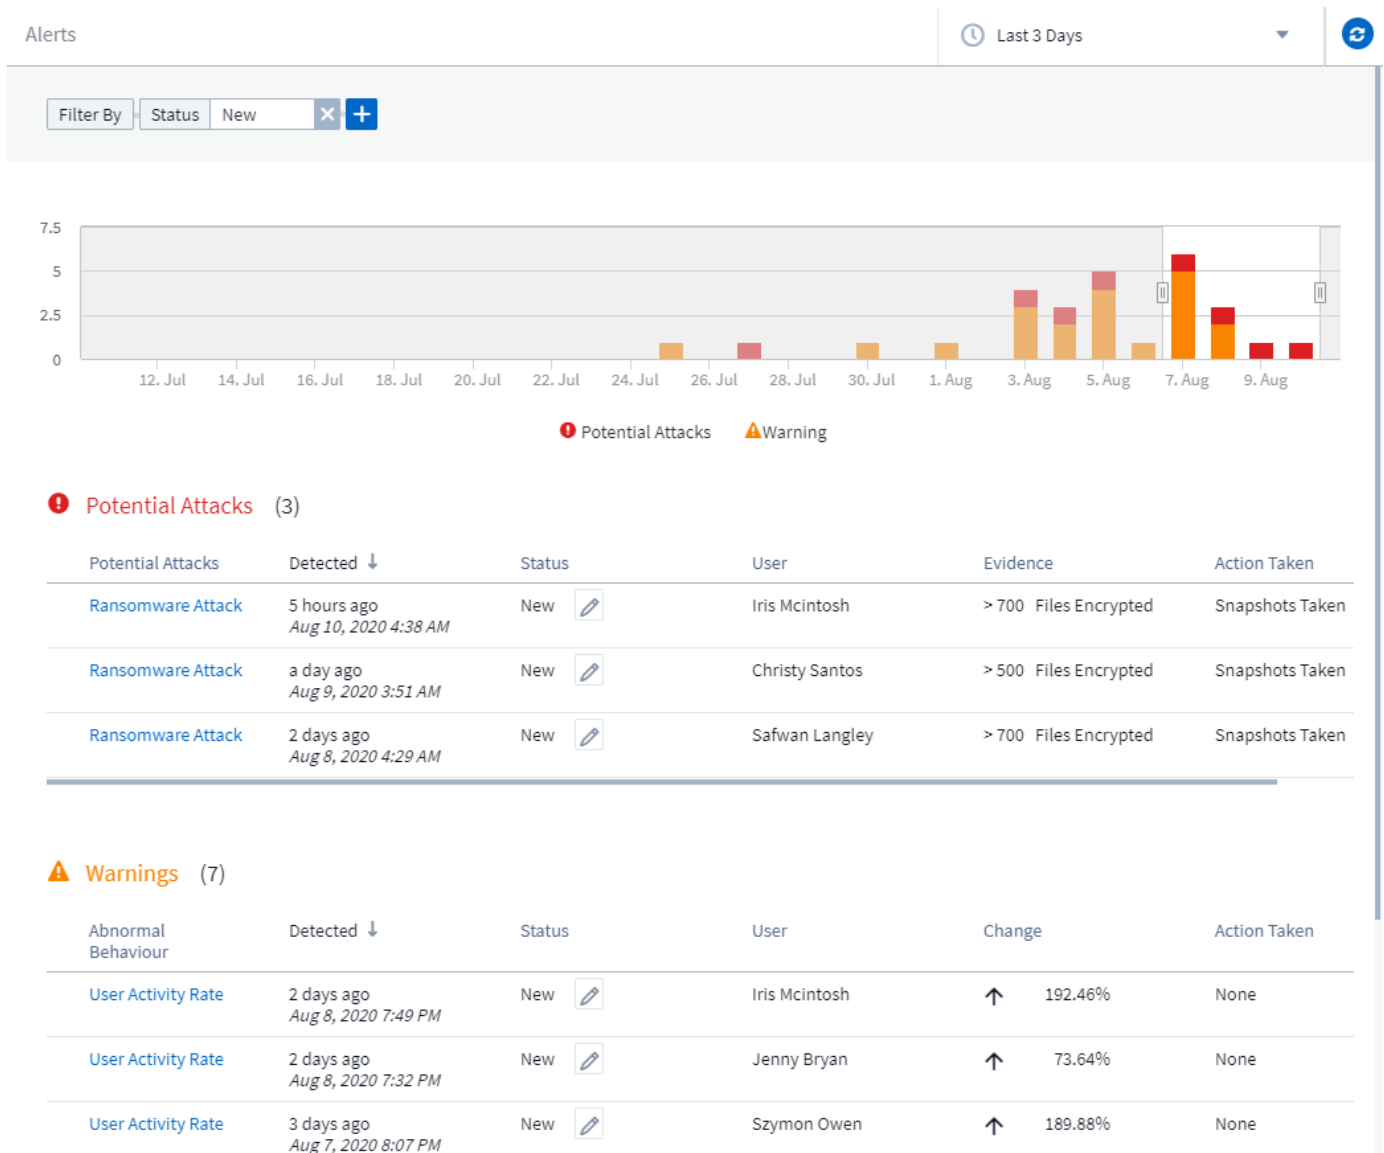 Alerts
Last 3 Days
Filter By Status New
7.5
5
2.5
0
12. Jul 14. Jul 16. Jul 18. Jul 20. Jul 22. Jul 24. Jul 26. Jul 28. Jul 30. Jul 1. Aug 3. Aug 5. Aug 7. Aug 9. Aug
Potential Attacks Warning
Potential Attacks (3)
Potential Attacks Detected ↓ Status User Evidence Action Taken
Ransomware Attack 5 hours ago New Iris Mcintosh > 700 Files Encrypted Snapshots Taken
Aug 10, 2020 4:38 AM
Ransomware Attack a day ago New Christy Santos > 500 Files Encrypted Snapshots Taken
Aug 9, 2020 3:51 AM
Ransomware Attack 2 days ago New Safwan Langley > 700 Files Encrypted Snapshots Taken
Aug 8, 2020 4:29 AM
Warnings (7)
Abnormal Detected ↓ Status User Change Action Taken
Behaviour
User Activity Rate 2 days ago New Iris Mcintosh ↑ 192.46% None
Aug 8, 2020 7:49 PM
User Activity Rate 2 days ago New Jenny Bryan ↑ 73.64% None
Aug 8, 2020 7:32 PM
User Activity Rate 3 days ago New Szymon Owen ↑ 189.88% None
Aug 7, 2020 8:07 PM